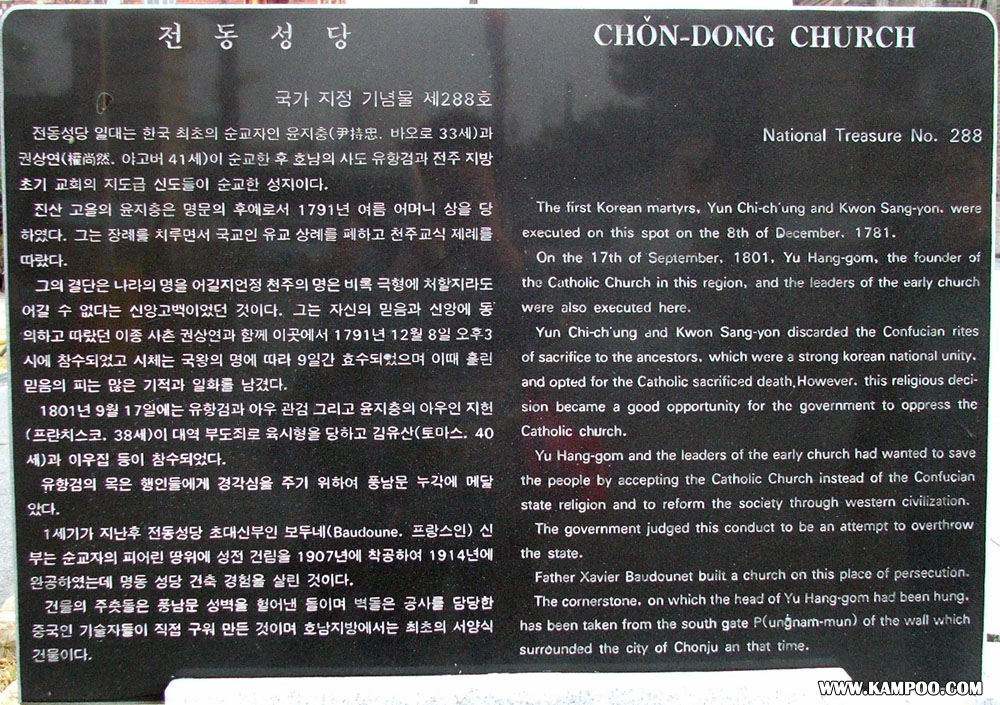 전동성당
국가 지정 기념물 제288호
전동성당 일대는 한국 최초의 순교자인 윤지충(尹持忠. 바오로 33세)과
권상연(權尙然. 야고버 41세)이 순교한 후 호남의 사도 유항검과 전주 지방
초기 교회의 지도급 신도들이 순교한 성지이다.
진산 고을의 윤지충은 명문의 후예로서 1791년 여름 어머니 상을 당
하였다. 그는 장례를 치루면서 국교인 유교 상례를 폐하고 천주교식 제례를
따랐다.
그의 결단은 나라의 명을 어길지언정 천주의 명은 비록 극형에 처할지라도
어길 수 없다는 신앙고백이었던 것이다. 그는 자신의 믿음과 신앙에 동
의하고 따랐던 이종 사촌 권상연과 함께 이곳에서 1791년 12월 8일 오후3
시에 참수되었고 시체는 국왕의 명에 따라 9일간 효수되었으며 이때 흘린
믿음의 피는 많은 기적과 일화를 남겼다.
1801년 9월 17일에는 유항검과 아우 관검 그리고 윤지충의 아우인 지헌
(프란치스코. 38세)이 대역 부도죄로 육시형을 당하고 김유산(토마스. 40
세)과 이우집 등이 참수되었다.
유항검의 목은 행인들에게 경각심을 주기 위하여 풍남문 누각에 메달
았다.
1세기가 지난후 전동성당 초대신부인 모두네(Baudoune. 프랑스인) 신
부는 순교자의 피어린 땅위에 성전 건립을 1907년에 착공하여 1914년에
완공하였는데 명동 성당 건축 경험을 살린 것이다.
건물의 주춧돌은 풍남문 성벽을 헐어낸 돌이며 벽돌은 공사를 담당한
중국인 기술자들이 직접 구워 만든 것이며 호남지방에서는 최초의 서양식
건물이다.
CHǑN-DONG CHURCH
National Treasure No. 288
The first Korean martyrs, Yun Chi-ch'ung and Kwon Sang-yon, were
executed on this spot on the 8th of December, 1781.
On the 17th of September, 1801, Yu Hang-gom, the founder of
the Catholic Church in this region, and the leaders of the early church
were also executed here.
Yun Chi-ch'ung and Kwon Sang-yon discarded the Confucian rites
of sacrifice to the ancestors, which were a strong korean national unity,
and opted for the Catholic sacrificed death.However, this religious deci-
sion became a good opportunity for the government to oppress the
Catholic church.
Yu Hang-gom and the leaders of the early church had wanted to save
the people by accepting the Catholic Church instead of the Confucian
state religion and to reform the society through western civilization.
The government judged this conduct to be an attempt to overthrow
the state.
Father Xavier Baudounet built a church on this place of persecution.
The cornerstone, on which the head of Yu Hang-gom had been hung,
has been taken from the south gate P(ungnam-mun) of the wall which
surrounded the city of Chonju an that time.
WWW.KAMPOO.COM